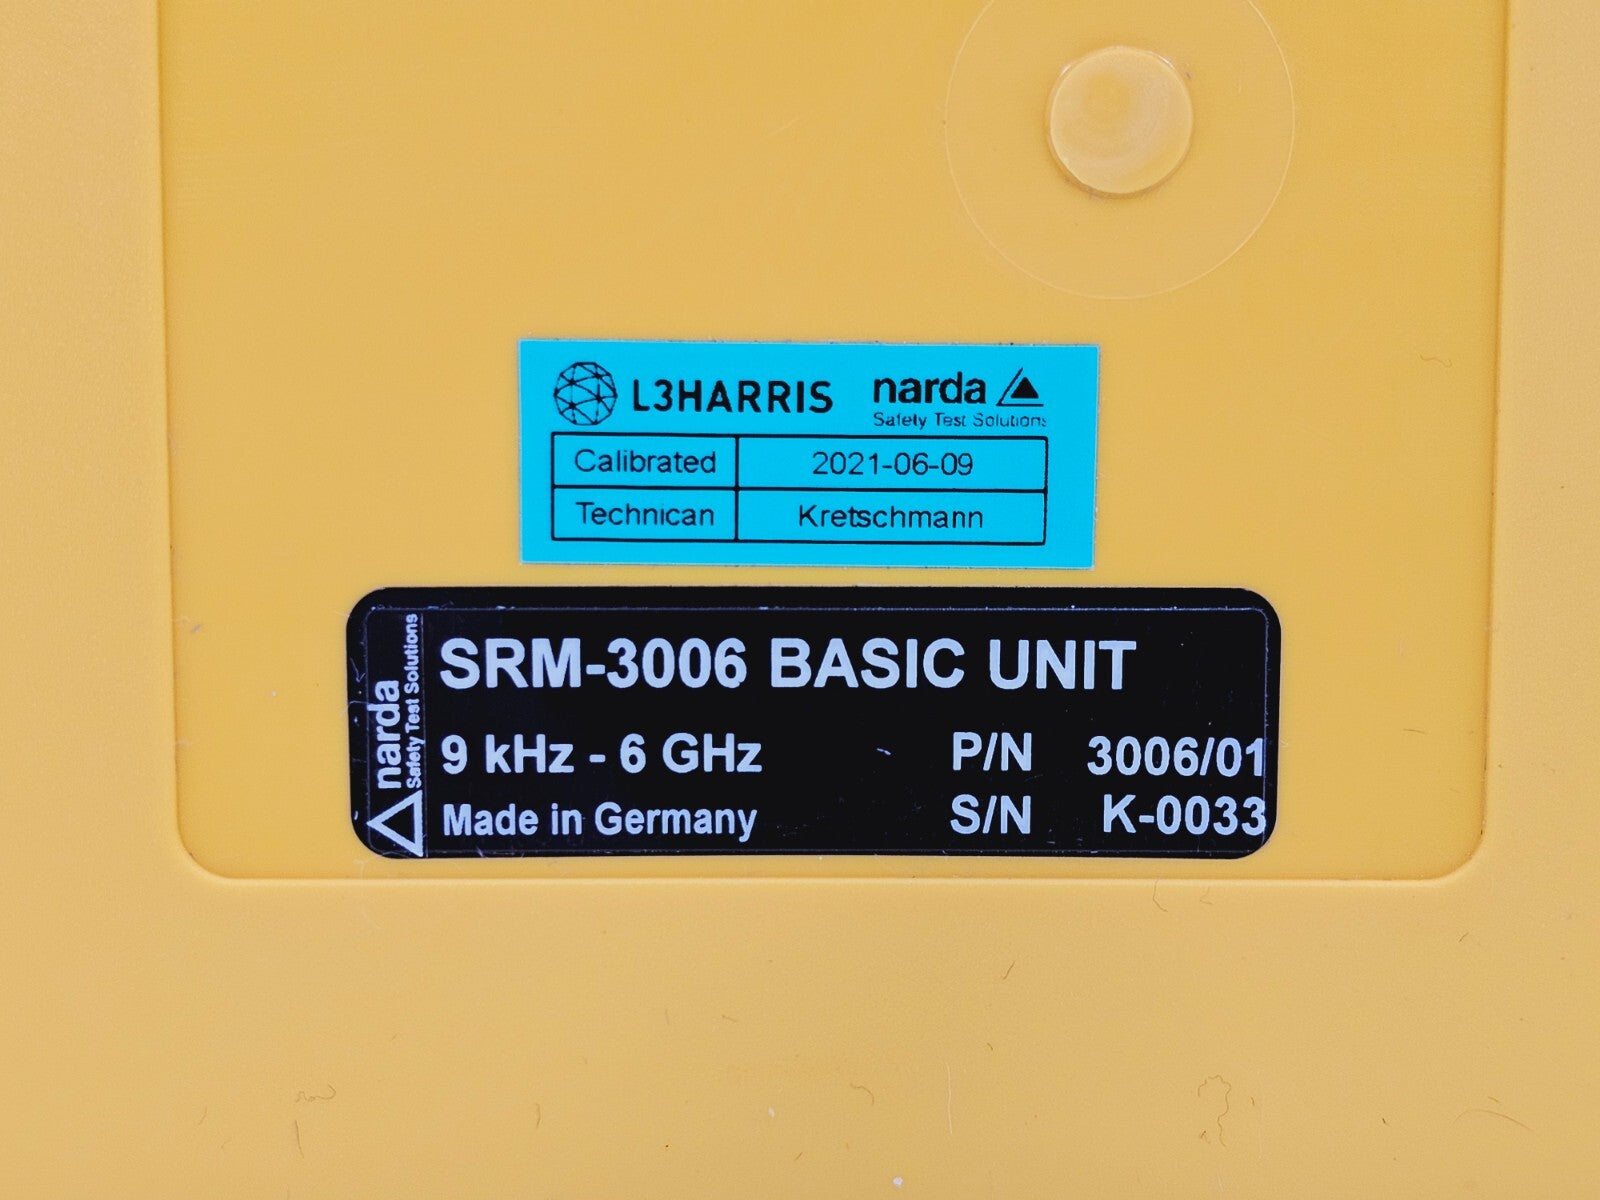 L3HARRIS narda
Safety Test Solutions
Calibrated 2021-06-09
Technican Kretschmann
narda
Safety Test Solutions
SRM-3006 BASIC UNIT
9 kHz - 6 GHz P/N 3006/01
Made in Germany S/N K-0033